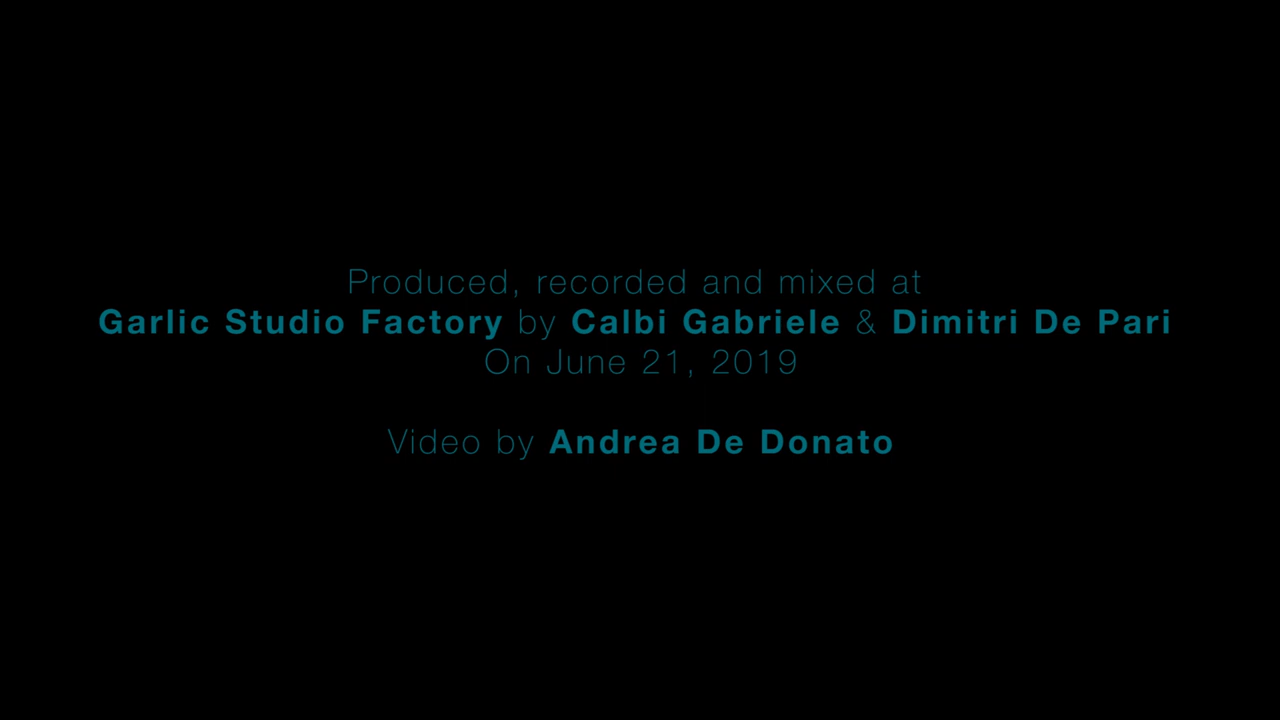 Produced, recorded and mixed at
Garlic Studio Factory by Calbi Gabriele & Dimitri De Pari
On June 21, 2019
Video by Andrea De Donato